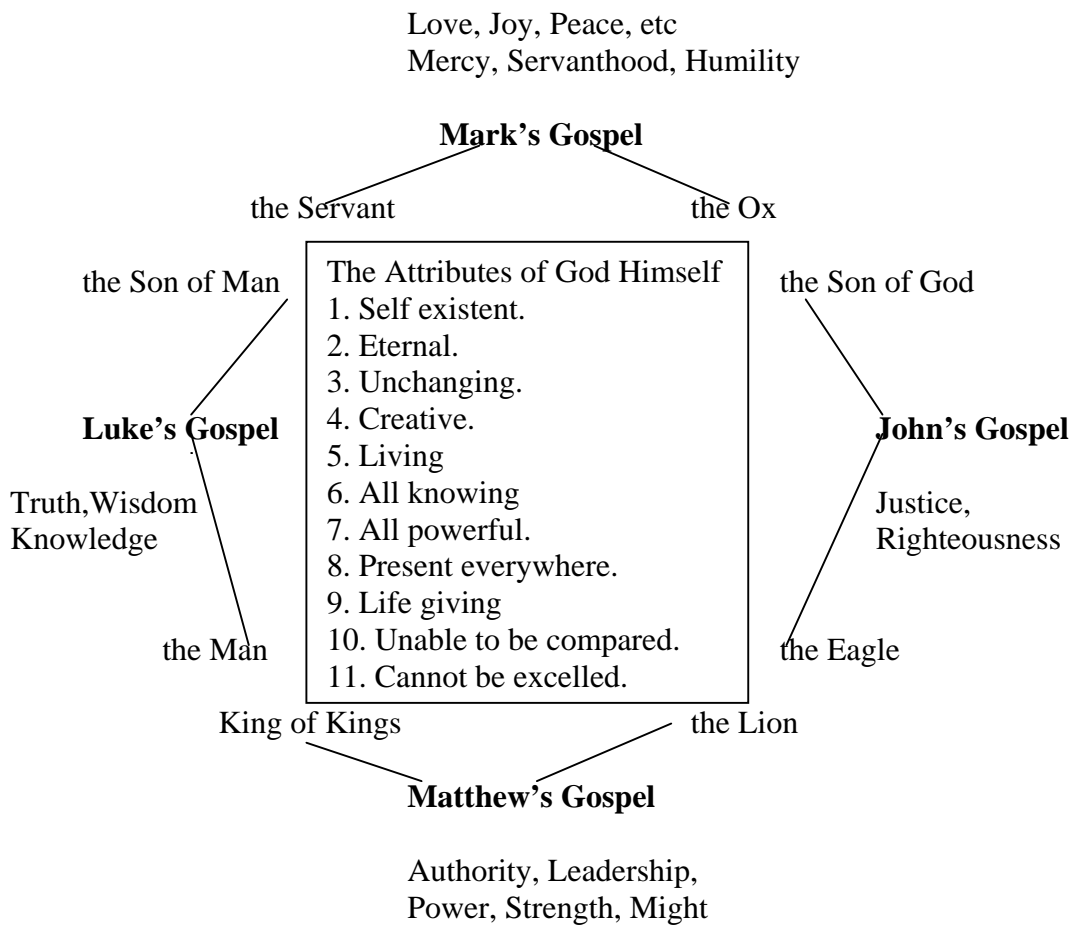 Love, Joy, Peace, etc
Mercy, Servanthood, Humility
Mark's Gospel
the Servant
the Ox
the Son of Man
the Son of God
The Attributes of God Himself
1. Self existent.
2. Eternal.
3. Unchanging.
4. Creative.
5. Living
6. All knowing
7. All powerful.
8. Present everywhere.
9. Life giving
10. Unable to be compared.
11. Cannot be excelled.
Luke's Gospel
John's Gospel
Truth,Wisdom
Knowledge
Justice,
Righteousness
the Man
the Eagle
King of Kings
the Lion
Matthew's Gospel
Authority, Leadership,
Power, Strength, Might